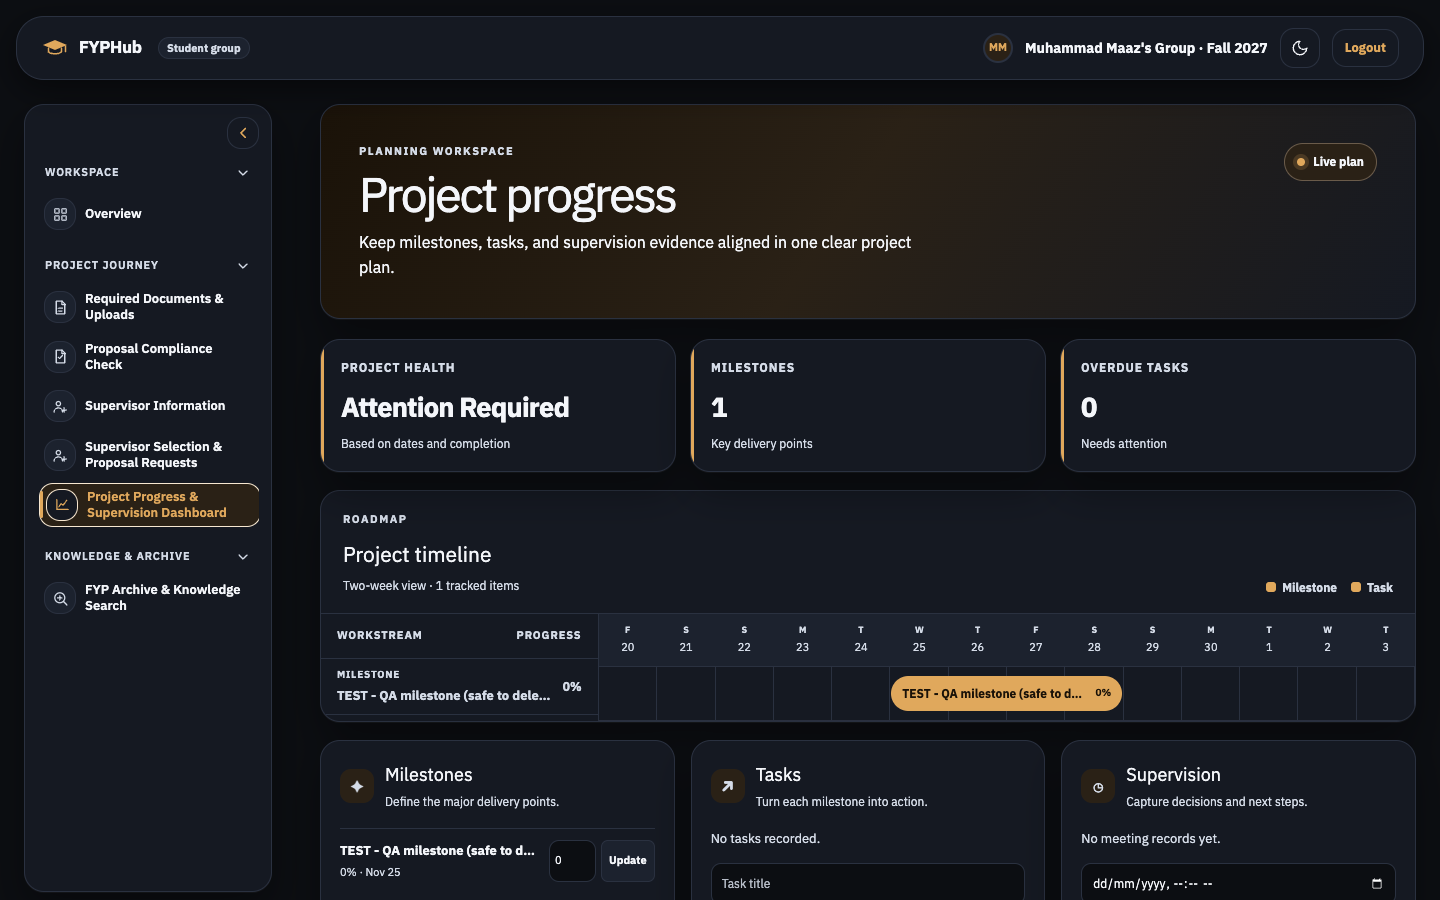 FYPHub
Student group
MM
Muhammad Maaz's Group · Fall 2027
Logout
WORKSPACE
Overview
PROJECT JOURNEY
Required Documents &
Uploads
Proposal Compliance
Check
Supervisor Information
Supervisor Selection &
Proposal Requests
Project Progress &
Supervision Dashboard
KNOWLEDGE & ARCHIVE
FYP Archive & Knowledge
Search
PLANNING WORKSPACE
Live plan
Project progress
Keep milestones, tasks, and supervision evidence aligned in one clear project
plan.
PROJECT HEALTH
Attention Required
Based on dates and completion
MILESTONES
1
Key delivery points
OVERDUE TASKS
0
Needs attention
ROADMAP
Project timeline
Two-week view · 1 tracked items
Milestone
Task
WORKSTREAM PROGRESS
F S S M T W T F S S M T W T
20 21 22 23 24 25 26 27 28 29 30 1 2 3
MILESTONE
TEST - QA milestone (safe to dele... 0%
TEST - QA milestone (safe to d... 0%
Milestones
Define the major delivery points.
TEST - QA milestone (safe to d...
0% · Nov 25
0
Update
Tasks
Turn each milestone into action.
No tasks recorded.
Task title
Supervision
Capture decisions and next steps.
No meeting records yet.
dd/mm/yyyy, --:-- --